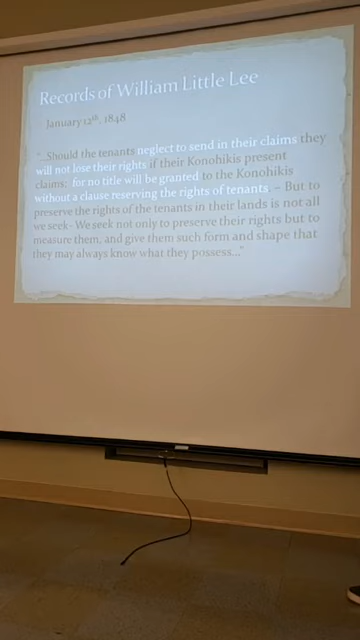 Records of William Little Lee
January 12th, 1848
"...Should the tenants neglect to send in their claims they
will not lose their rights if their Konohikis present
claims: for no title will be granted to the Konohikis
without a clause reserving the rights of tenants – But to
preserve the rights of the tenants in their lands is not all
we seek - We seek not only to preserve their rights but to
measure them, and give them such form and shape that
they may always know what they possess..."